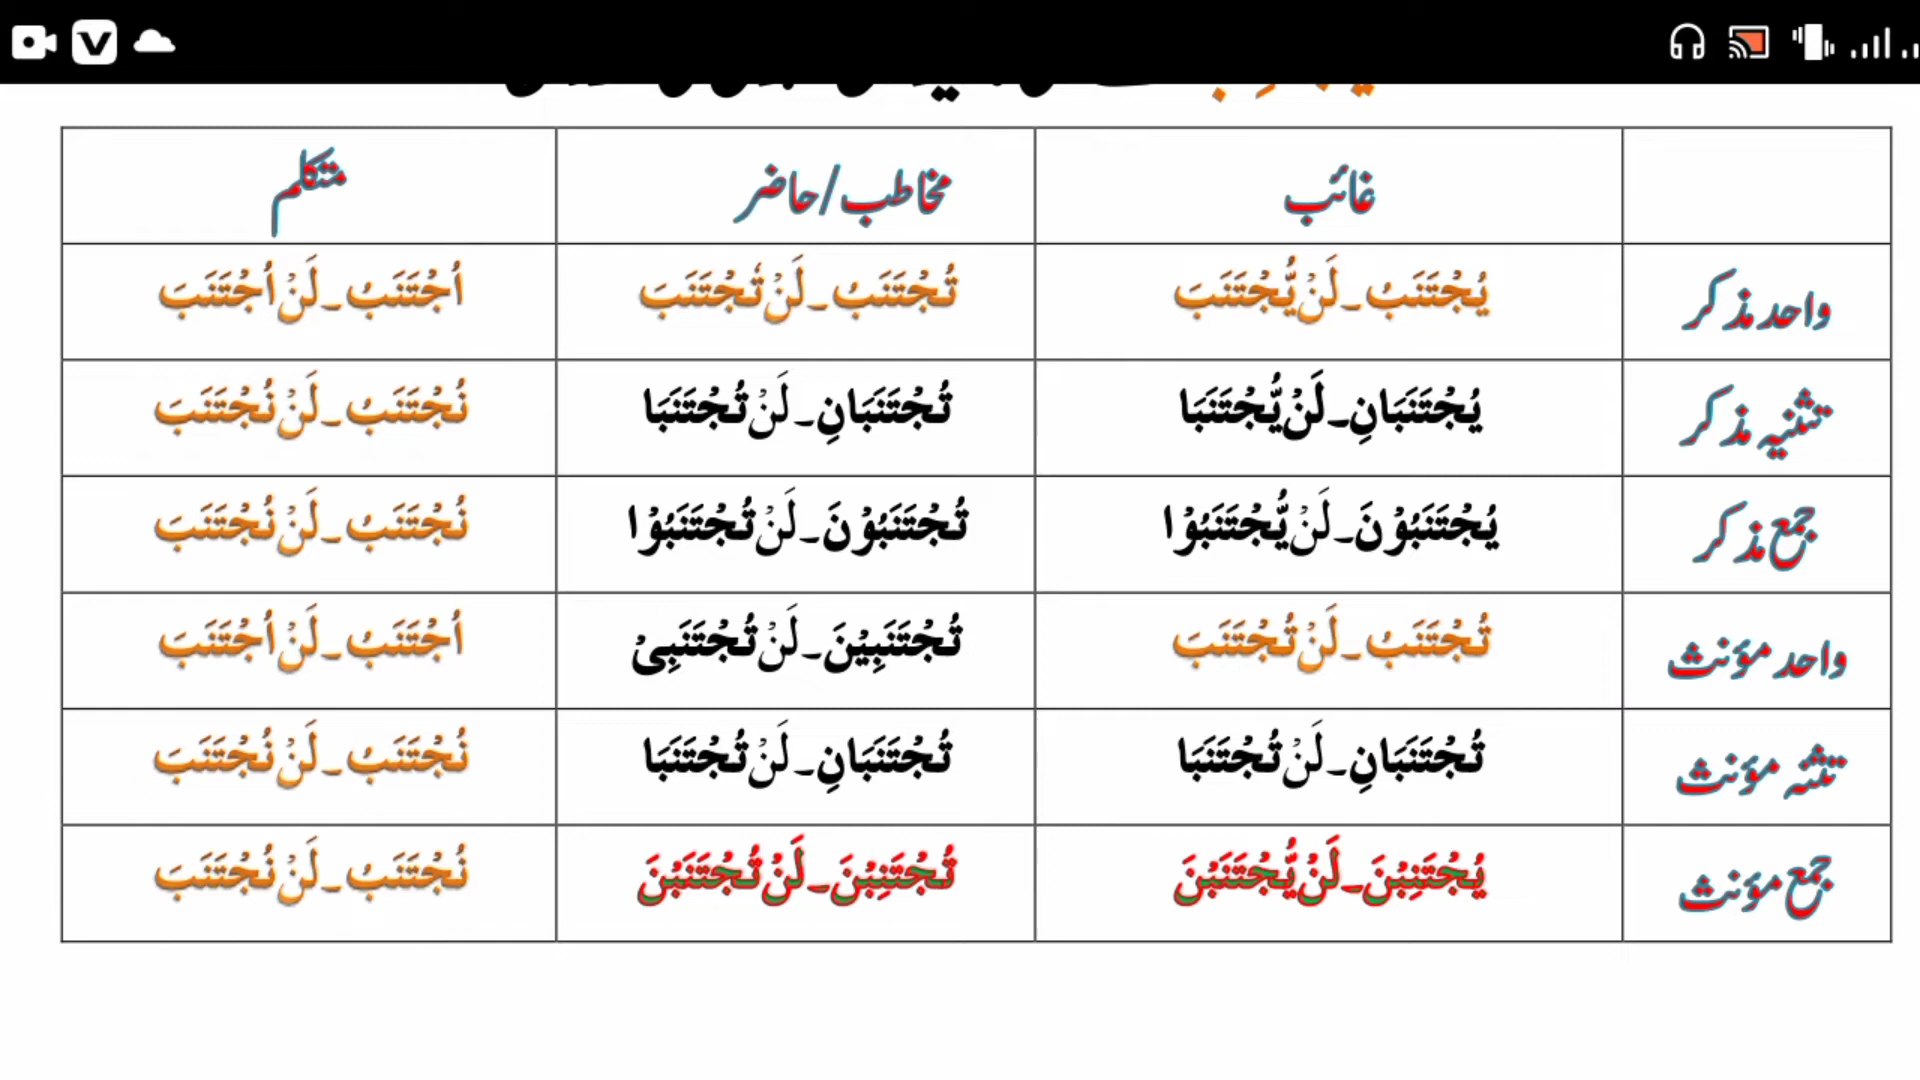 غائب مخاطب/حاضر متکلم
واحد مذکر یُجْتَنَبُ۔لَنْ یُّجْتَنَبَ تُجْتَنَبُ۔لَنْ تُجْتَنَبَ اُجْتَنَبُ۔لَنْ اُجْتَنَبَ
تثنیہ مذکر یُجْتَنَبَانِ۔لَنْ یُّجْتَنَبَا تُجْتَنَبَانِ۔لَنْ تُجْتَنَبَا نُجْتَنَبُ۔لَنْ نُجْتَنَبَ
جمع مذکر یُجْتَنَبُوْنَ۔لَنْ یُّجْتَنَبُوْا تُجْتَنَبُوْنَ۔لَنْ تُجْتَنَبُوْا نُجْتَنَبُ۔لَنْ نُجْتَنَبَ
واحد مؤنث تُجْتَنَبُ۔لَنْ تُجْتَنَبَ تُجْتَنَبِیْنَ۔لَنْ تُجْتَنَبِیْ اُجْتَنَبُ۔لَنْ اُجْتَنَبَ
تثنہ مؤنث تُجْتَنَبَانِ۔لَنْ تُجْتَنَبَا تُجْتَنَبَانِ۔لَنْ تُجْتَنَبَا نُجْتَنَبُ۔لَنْ نُجْتَنَبَ
جمع مؤنث یُجْتَنِبْنَ۔لَنْ یُّجْتَنَبْنَ تُجْتَنِبْنَ۔لَنْ تُجْتَنَبْنَ نُجْتَنَبُ۔لَنْ نُجْتَنَبَ